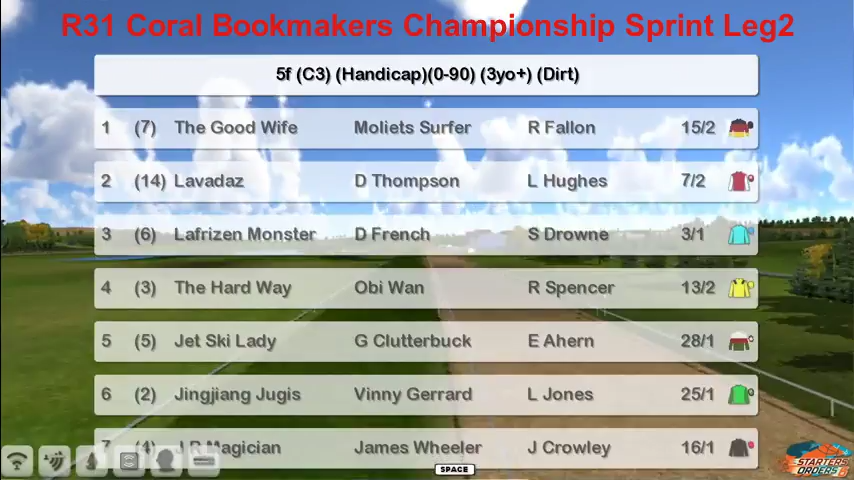 R31 Coral Bookmakers Championship Sprint Leg2
5f (C3) (Handicap)(0-90) (3yo+) (Dirt)
1 (7) The Good Wife Moliets Surfer R Fallon 15/2
2 (14) Lavadaz D Thompson L Hughes 7/2
3 (6) Lafrizen Monster D French S Drowne 3/1
4 (3) The Hard Way Obi Wan R Spencer 13/2
5 (5) Jet Ski Lady G Clutterbuck E Ahern 28/1
6 (2) Jingjiang Jugis Vinny Gerrard L Jones 25/1
7 (4) J R Magician James Wheeler J Crowley 16/1
SPACE
STARTERS
ORDERS 6